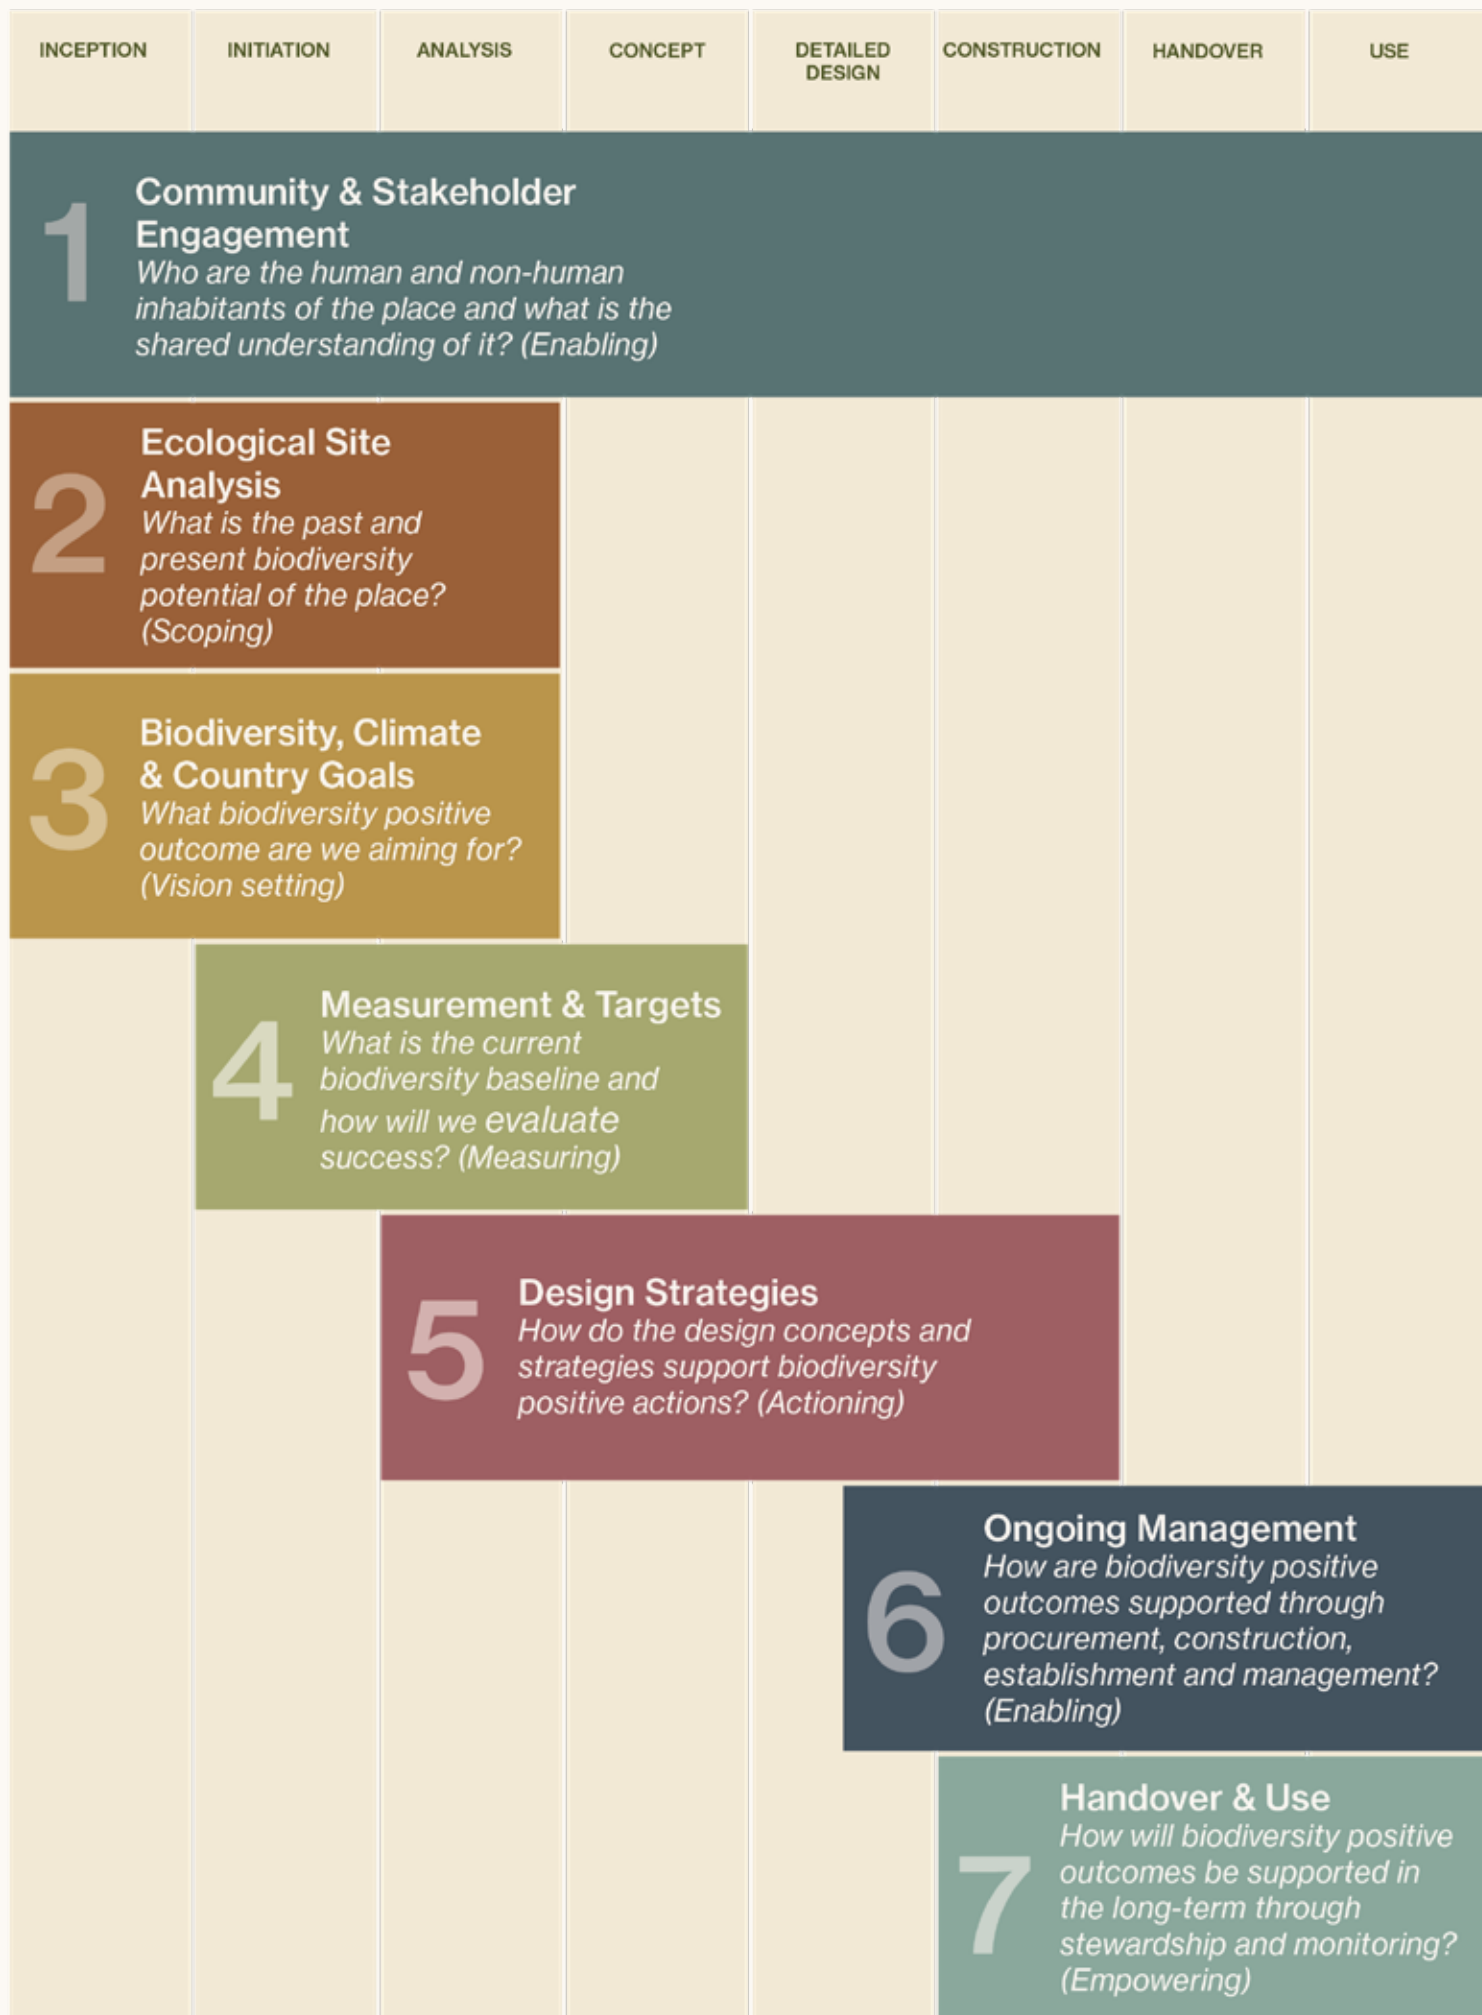 INCEPTION INITIATION ANALYSIS CONCEPT DETAILED DESIGN CONSTRUCTION HANDOVER USE
1
Community & Stakeholder
Engagement
Who are the human and non-human
inhabitants of the place and what is the
shared understanding of it? (Enabling)
2
Ecological Site
Analysis
What is the past and
present biodiversity
potential of the place?
(Scoping)
3
Biodiversity, Climate
& Country Goals
What biodiversity positive
outcome are we aiming for?
(Vision setting)
4
Measurement & Targets
What is the current
biodiversity baseline and
how will we evaluate
success? (Measuring)
5
Design Strategies
How do the design concepts and
strategies support biodiversity
positive actions? (Actioning)
6
Ongoing Management
How are biodiversity positive
outcomes supported through
procurement, construction,
establishment and management?
(Enabling)
7
Handover & Use
How will biodiversity positive
outcomes be supported in
the long-term through
stewardship and monitoring?
(Empowering)